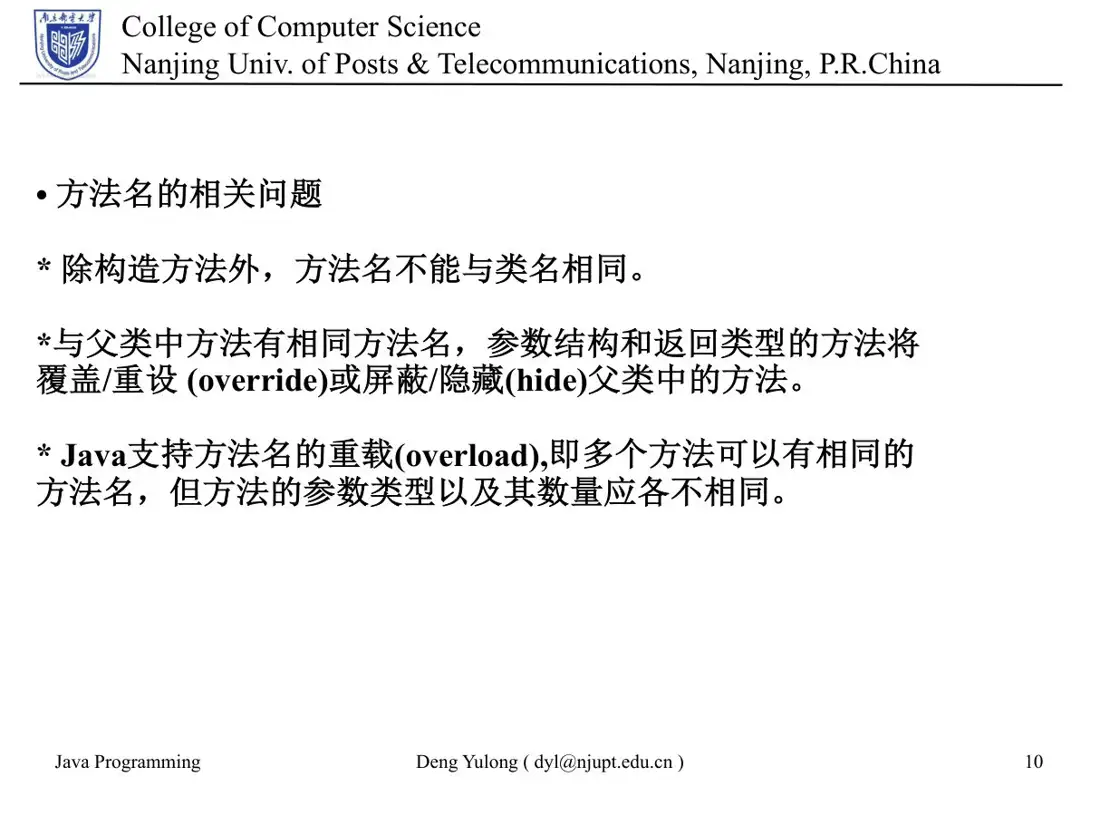 College of Computer Science
Nanjing Univ. of Posts & Telecommunications, Nanjing, P.R.China
• 方法名的相关问题
* 除构造方法外，方法名不能与类名相同。
*与父类中方法有相同方法名，参数结构和返回类型的方法将
覆盖/重设 (override)或屏蔽/隐藏(hide)父类中的方法。
* Java支持方法名的重载(overload),即多个方法可以有相同的
方法名，但方法的参数类型以及其数量应各不相同。
Java Programming
Deng Yulong ( dyl@njupt.edu.cn )
10